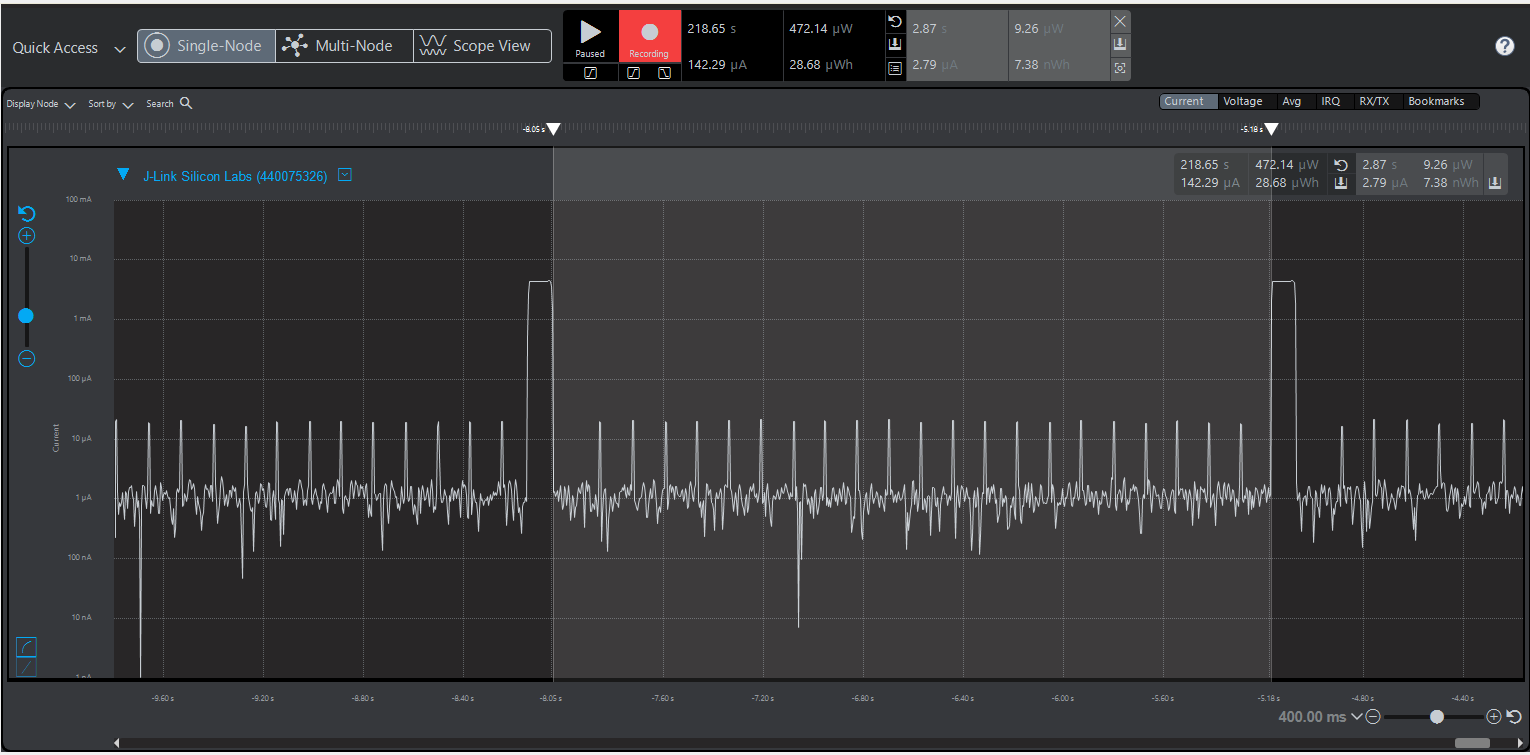 Quick Access
Single-Node
Multi-Node
Scope View
Paused
Recording
218.65 s
472.14 µW
142.29 µA
28.68 µWh
2.87 s
9.26 µW
2.79 µA
7.38 nWh
?
Display Node
Sort by
Search
Current Voltage Avg IRQ RX/TX Bookmarks
-8.05 s
-5.18 s
J-Link Silicon Labs (440075326)
218.65 s 472.14 µW 2.87 s 9.26 µW
142.29 µA 28.68 µWh 2.79 µA 7.38 nWh
100 mA
10 mA
1 mA
100 µA
10 µA
Current
1 µA
100 nA
10 nA
1 nA
-9.60 s -9.20 s -8.80 s -8.40 s -8.05 s -7.60 s -7.20 s -6.80 s -6.40 s -6.00 s -5.60 s -5.18 s -4.80 s -4.40 s
400.00 ms